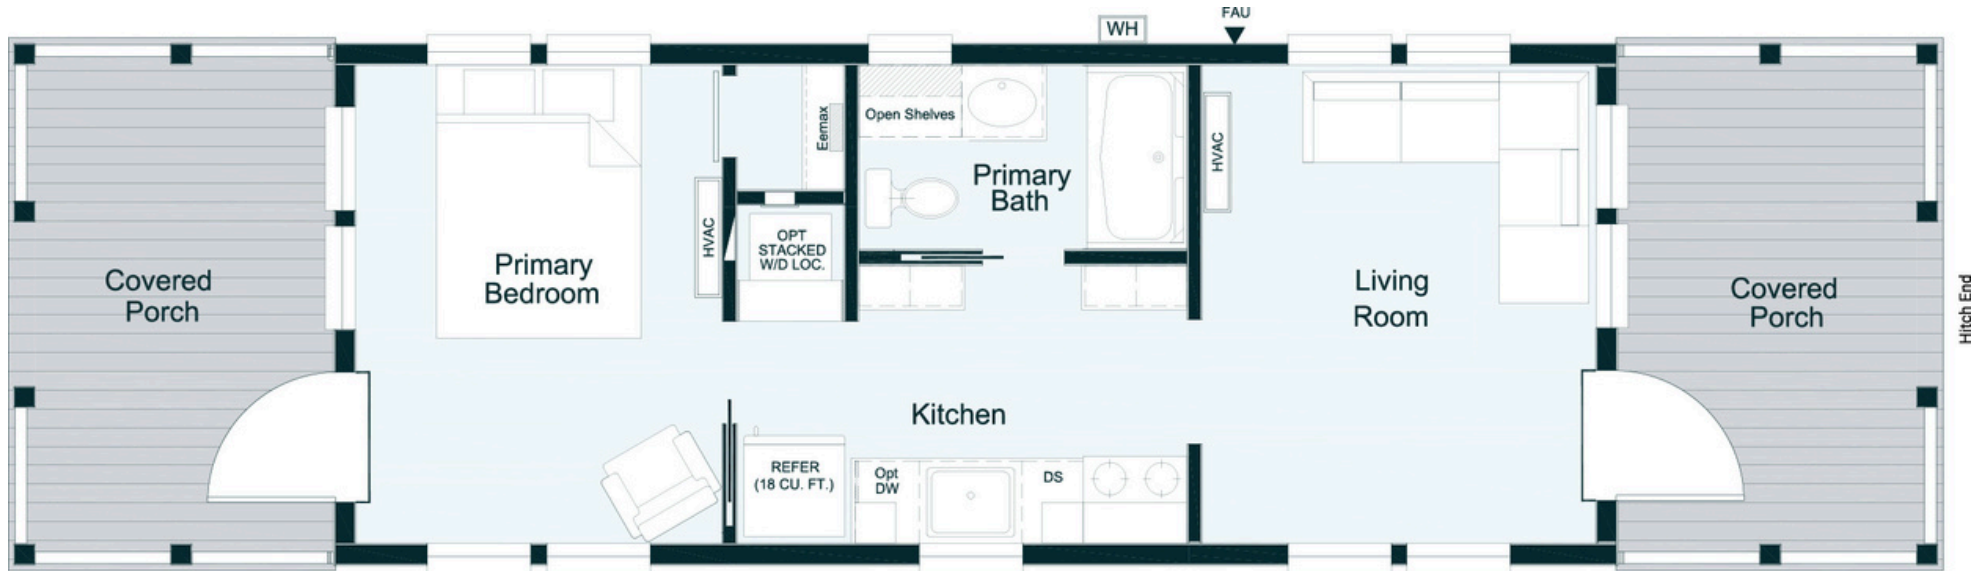 FAU
WH
Open Shelves
Eemax
HVAC
Primary
Bath
HVAC
OPT
STACKED
W/D LOC.
Covered
Porch
Primary
Bedroom
Living
Room
Covered
Porch
Hitch End
Kitchen
REFER
(18 CU. FT.)
Opt
DW
DS